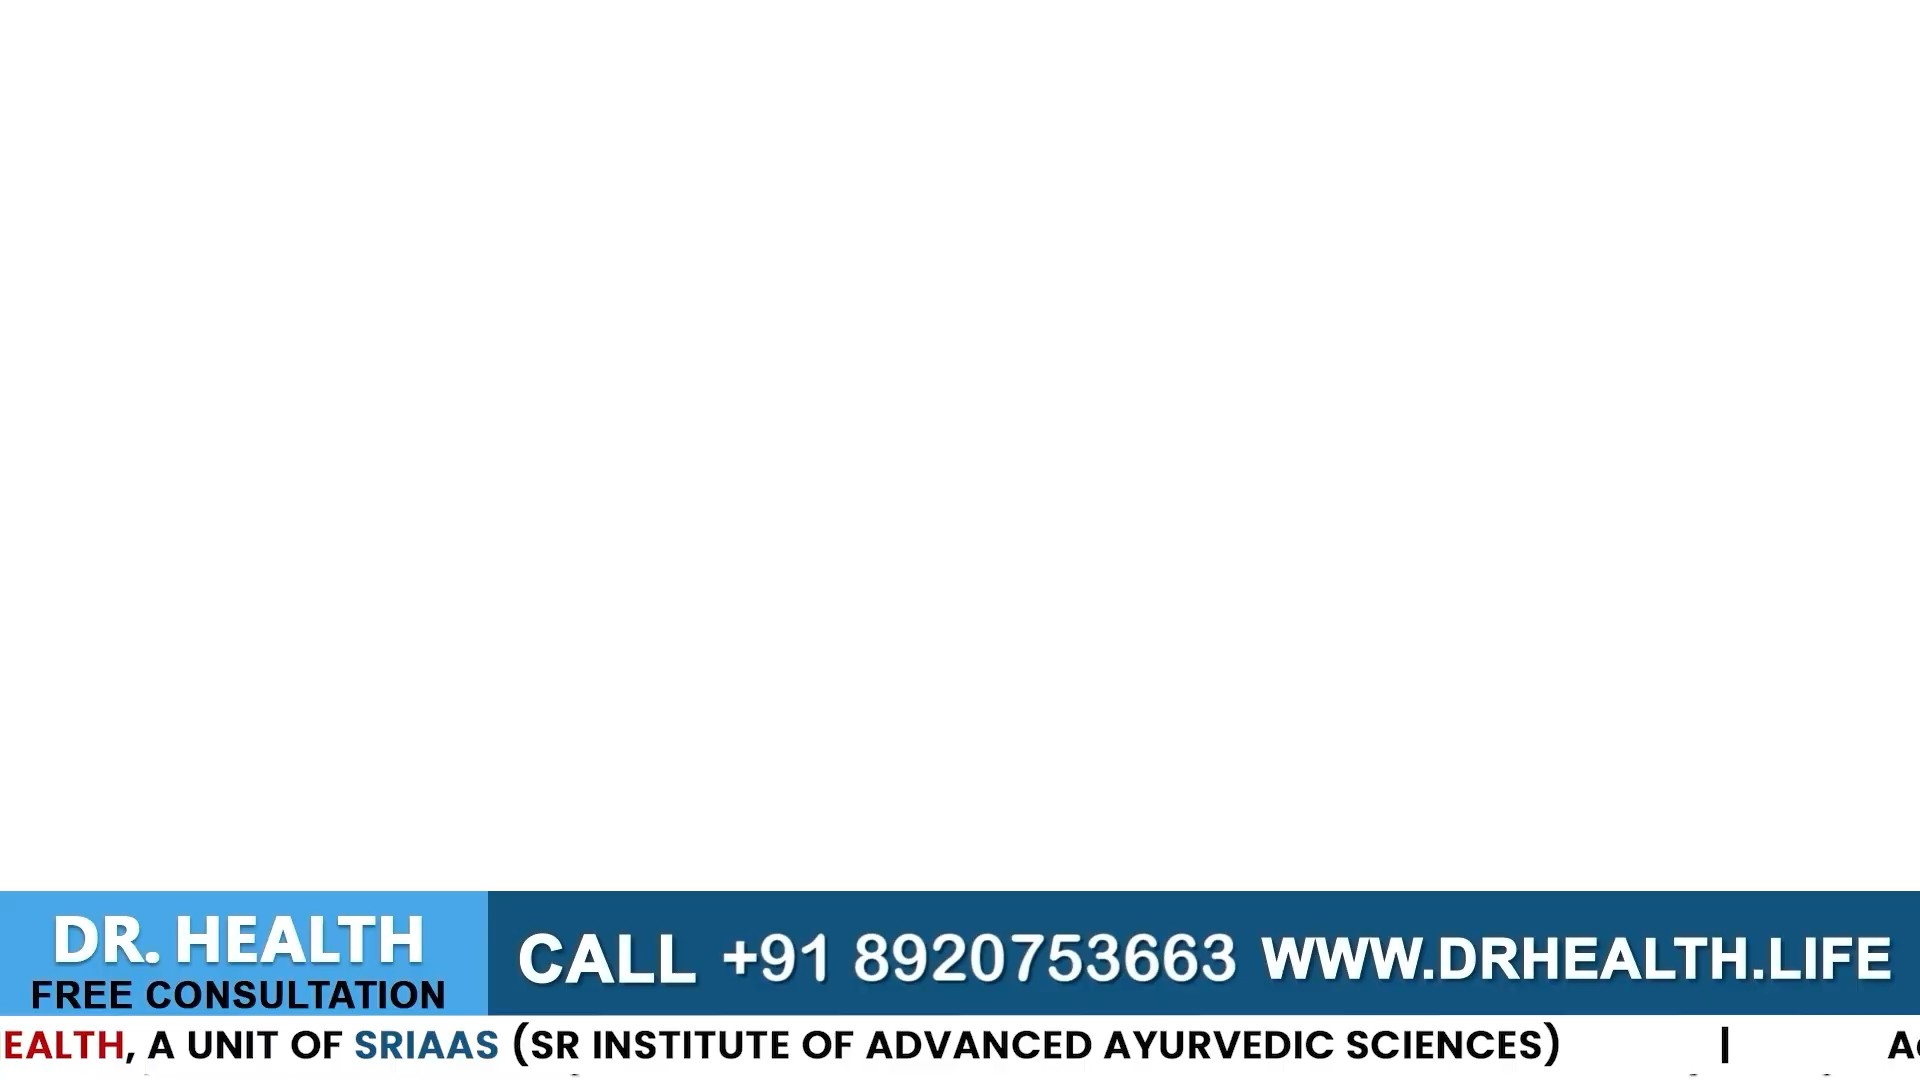 DR. HEALTH
FREE CONSULTATION
CALL +91 8920753663 WWW.DRHEALTH.LIFE
EALTH, A UNIT OF SRIAAS (SR INSTITUTE OF ADVANCED AYURVEDIC SCIENCES) |